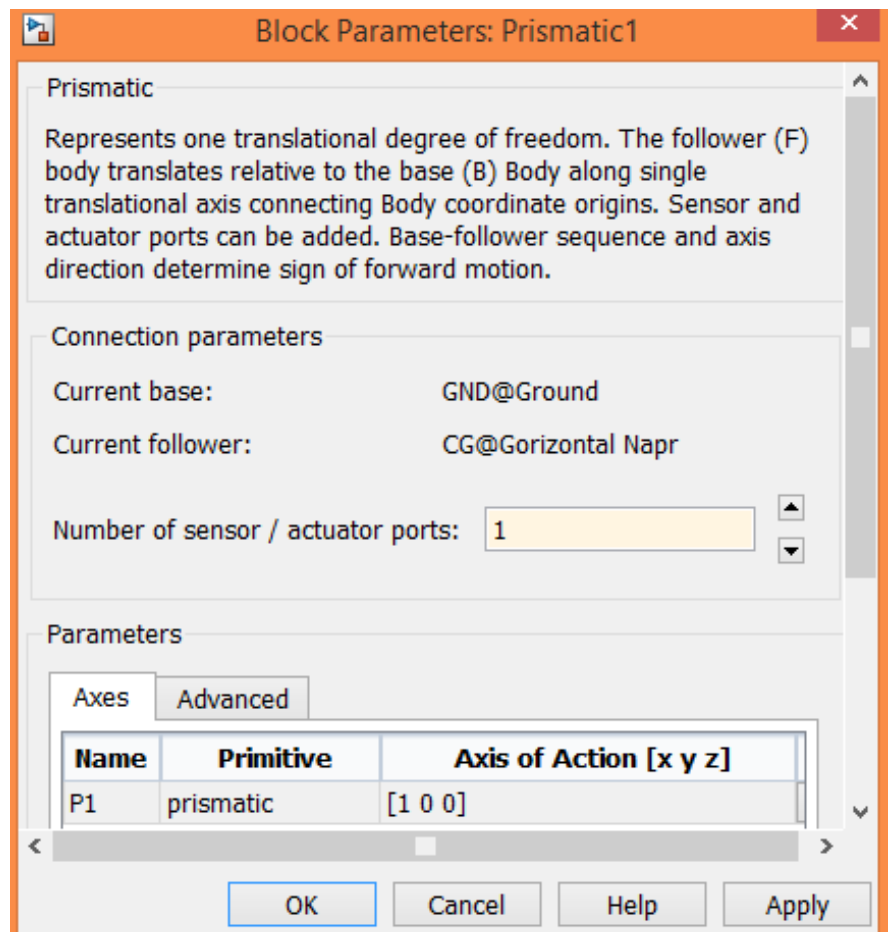 Block Parameters: Prismatic1
Prismatic
Represents one translational degree of freedom. The follower (F)
body translates relative to the base (B) Body along single
translational axis connecting Body coordinate origins. Sensor and
actuator ports can be added. Base-follower sequence and axis
direction determine sign of forward motion.
Connection parameters
Current base: GND@Ground
Current follower: CG@Gorizontal Napr
Number of sensor / actuator ports: 1
Parameters
Axes Advanced
Name Primitive Axis of Action [x y z]
P1 prismatic [1 0 0]
OK Cancel Help Apply